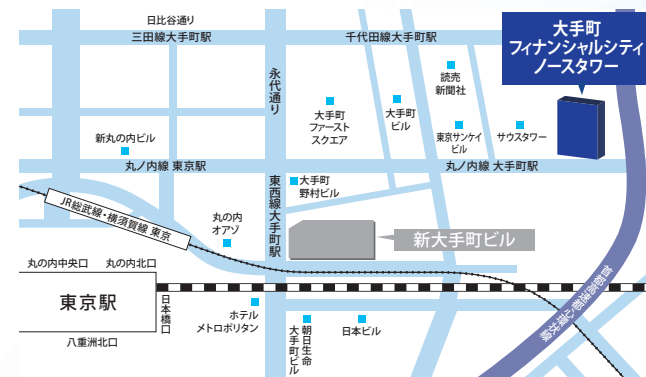 日比谷通り
三田線大手町駅
千代田線大手町駅
大手町
フィナンシャルシティ
ノースタワー
永代通り
読売
新聞社
大手町
ファースト
スクエア
大手町
ビル
東京サンケイ
ビル
サウスタワー
新丸の内ビル
丸ノ内線 東京駅
丸ノ内線 大手町駅
東西線大手町駅
大手町
野村ビル
JR総武線・横須賀線 東京
丸の内
オアゾ
新大手町ビル
丸の内中央口
丸の内北口
首都高速都心環状線
東京駅
日本橋口
八重洲北口
ホテル
メトロポリタン
朝日生命
大手町ビル
日本ビル